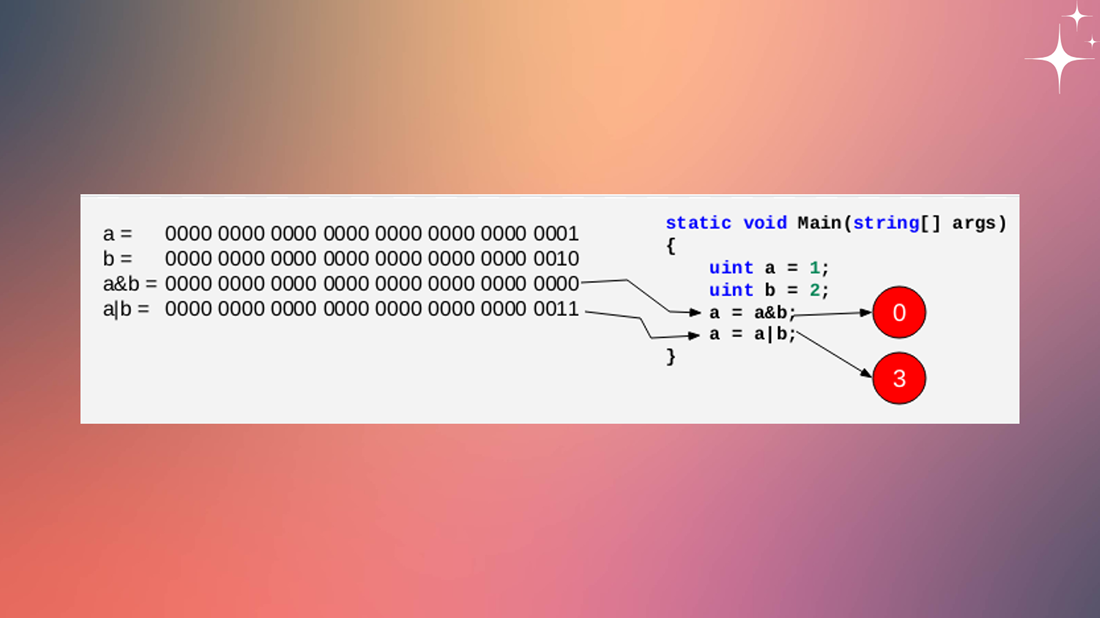 a = 0000 0000 0000 0000 0000 0000 0000 0001
b = 0000 0000 0000 0000 0000 0000 0000 0010
a&b = 0000 0000 0000 0000 0000 0000 0000 0000
a|b = 0000 0000 0000 0000 0000 0000 0000 0011
static void Main(string[] args)
{
uint a = 1;
uint b = 2;
a = a&b;
a = a|b;
}
0
3